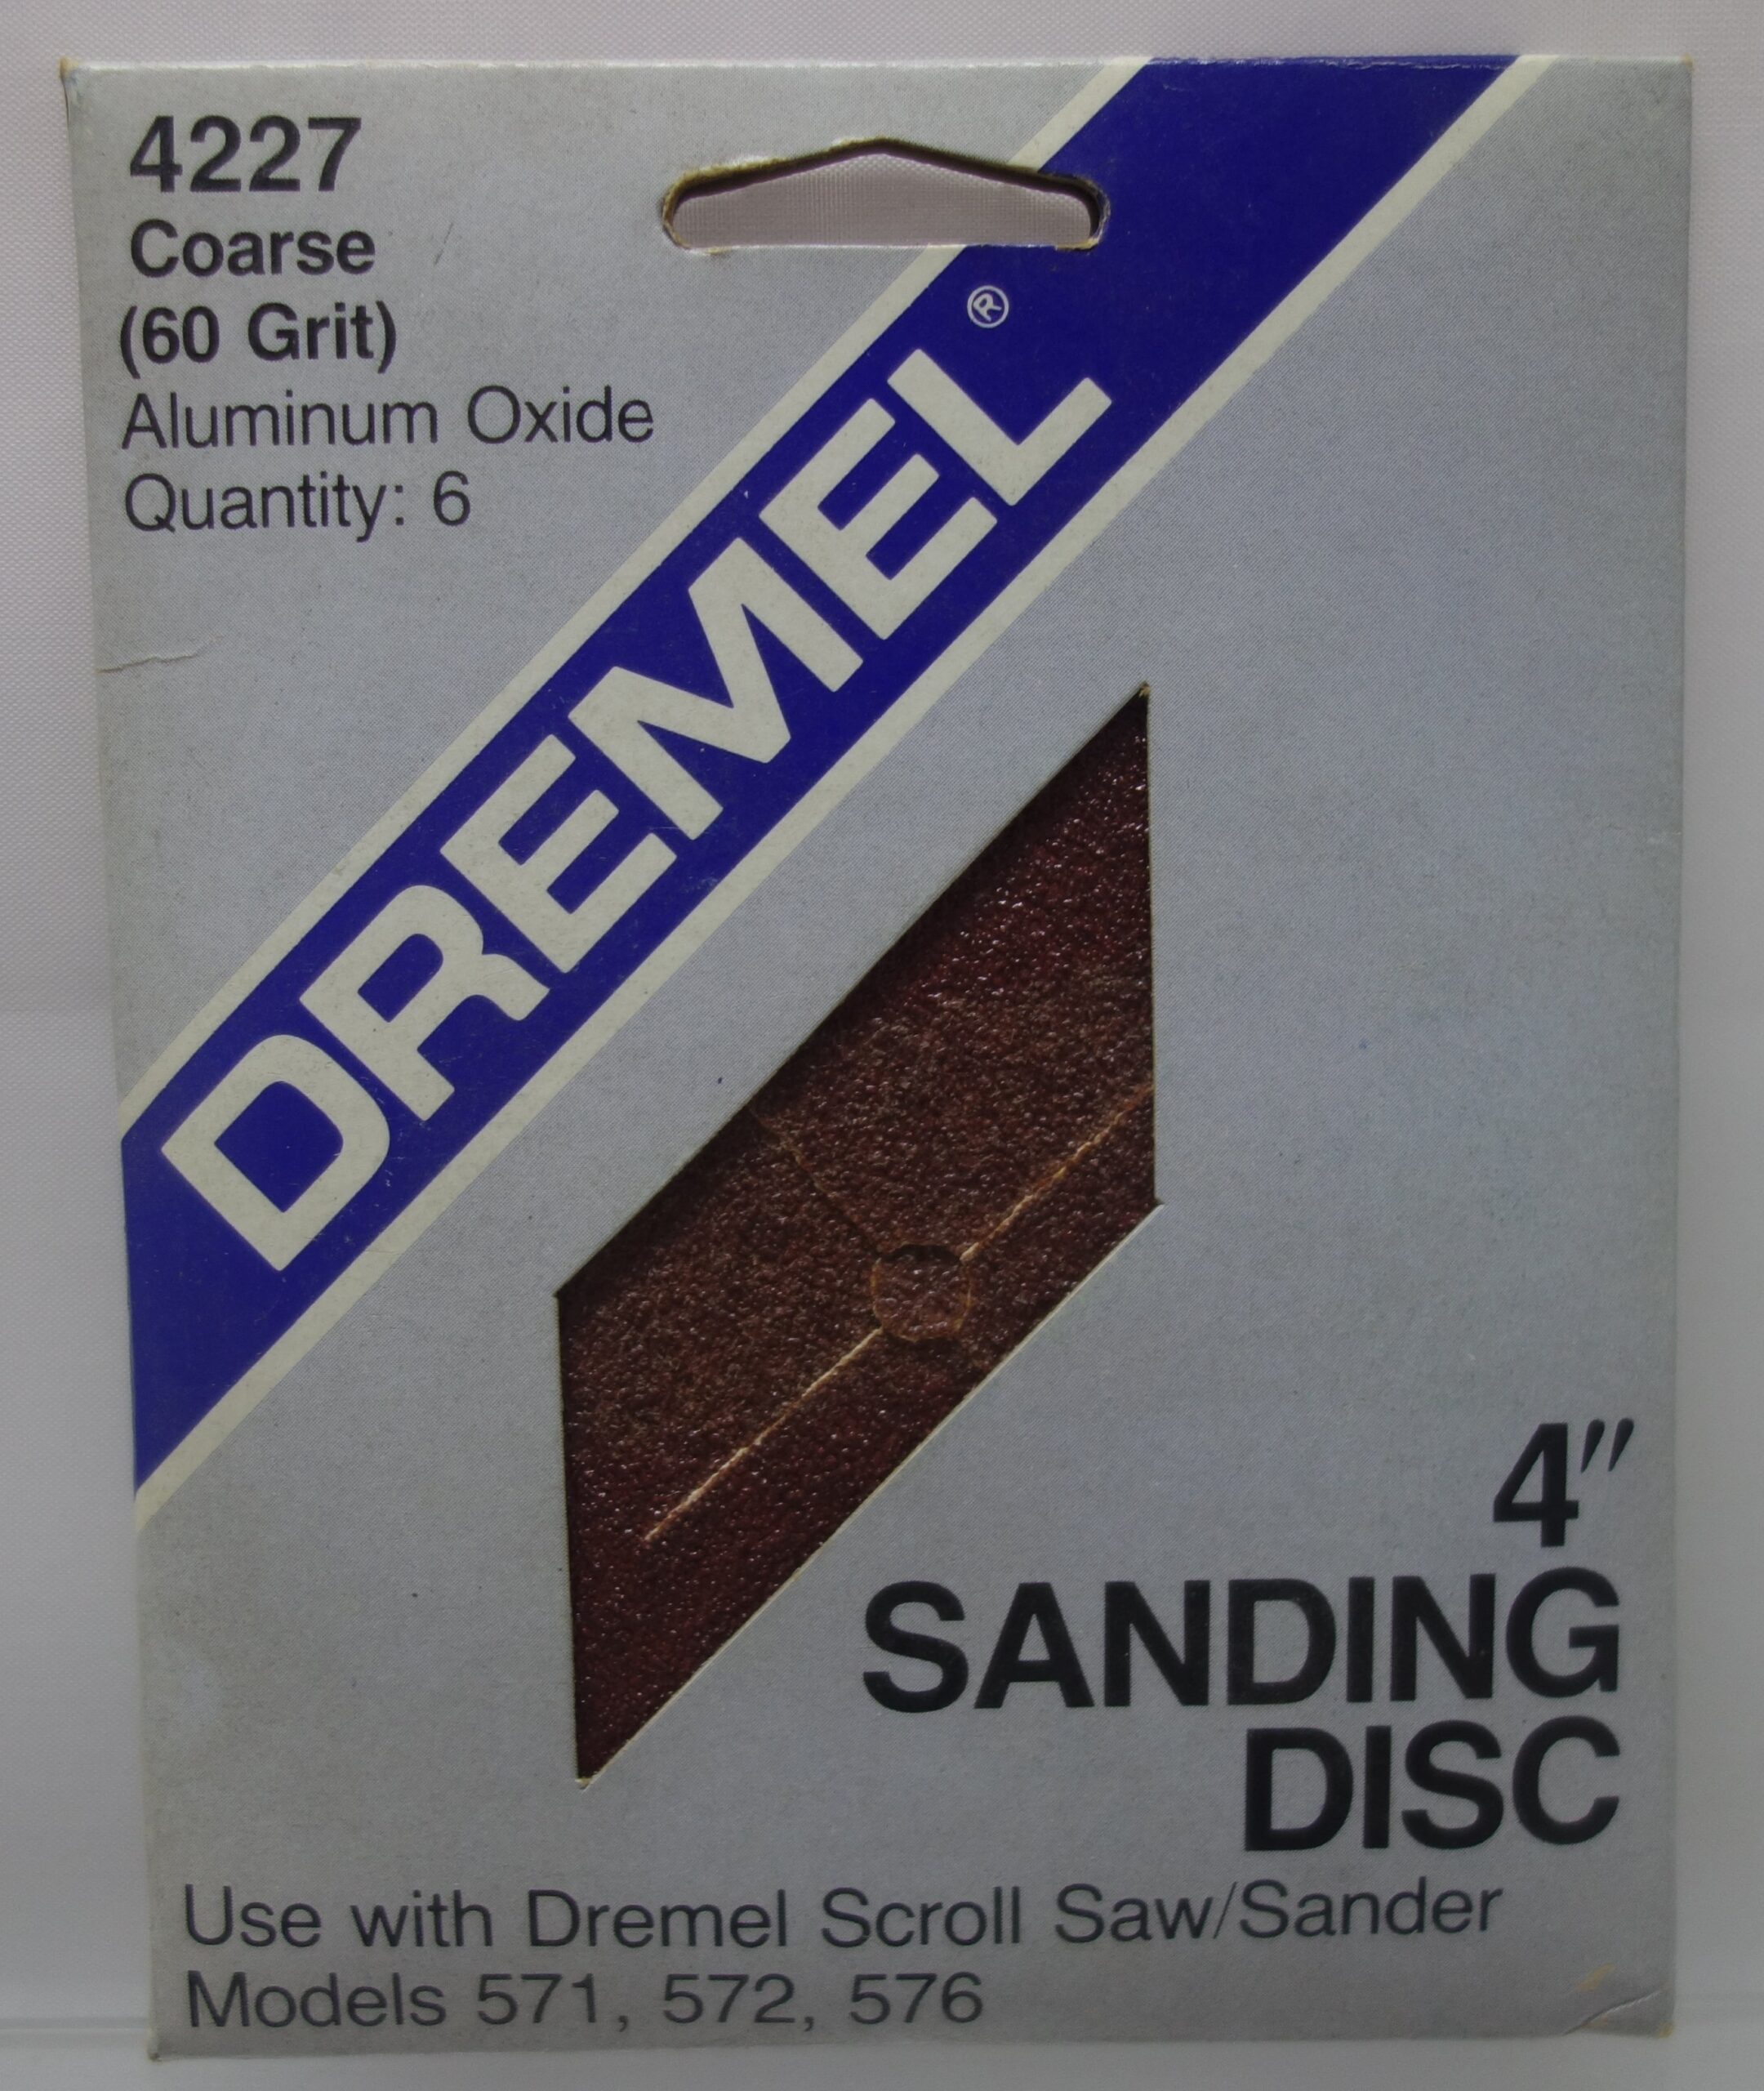 4227
Coarse
(60 Grit)
Aluminum Oxide
Quantity: 6
DREMEL®
4"
SANDING
DISC
Use with Dremel Scroll Saw/Sander
Models 571, 572, 576